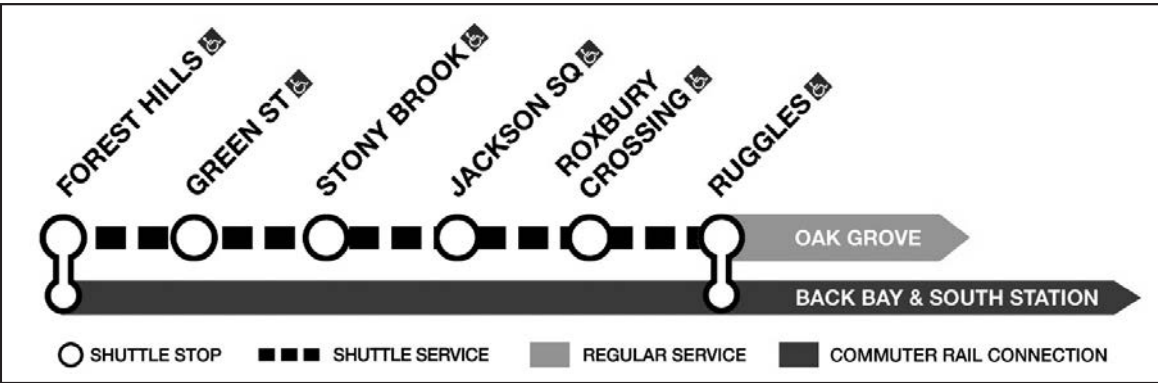 FOREST HILLS
GREEN ST
STONY BROOK
JACKSON SQ
ROXBURY
CROSSING
RUGGLES
OAK GROVE
BACK BAY & SOUTH STATION
SHUTTLE STOP
SHUTTLE SERVICE
REGULAR SERVICE
COMMUTER RAIL CONNECTION